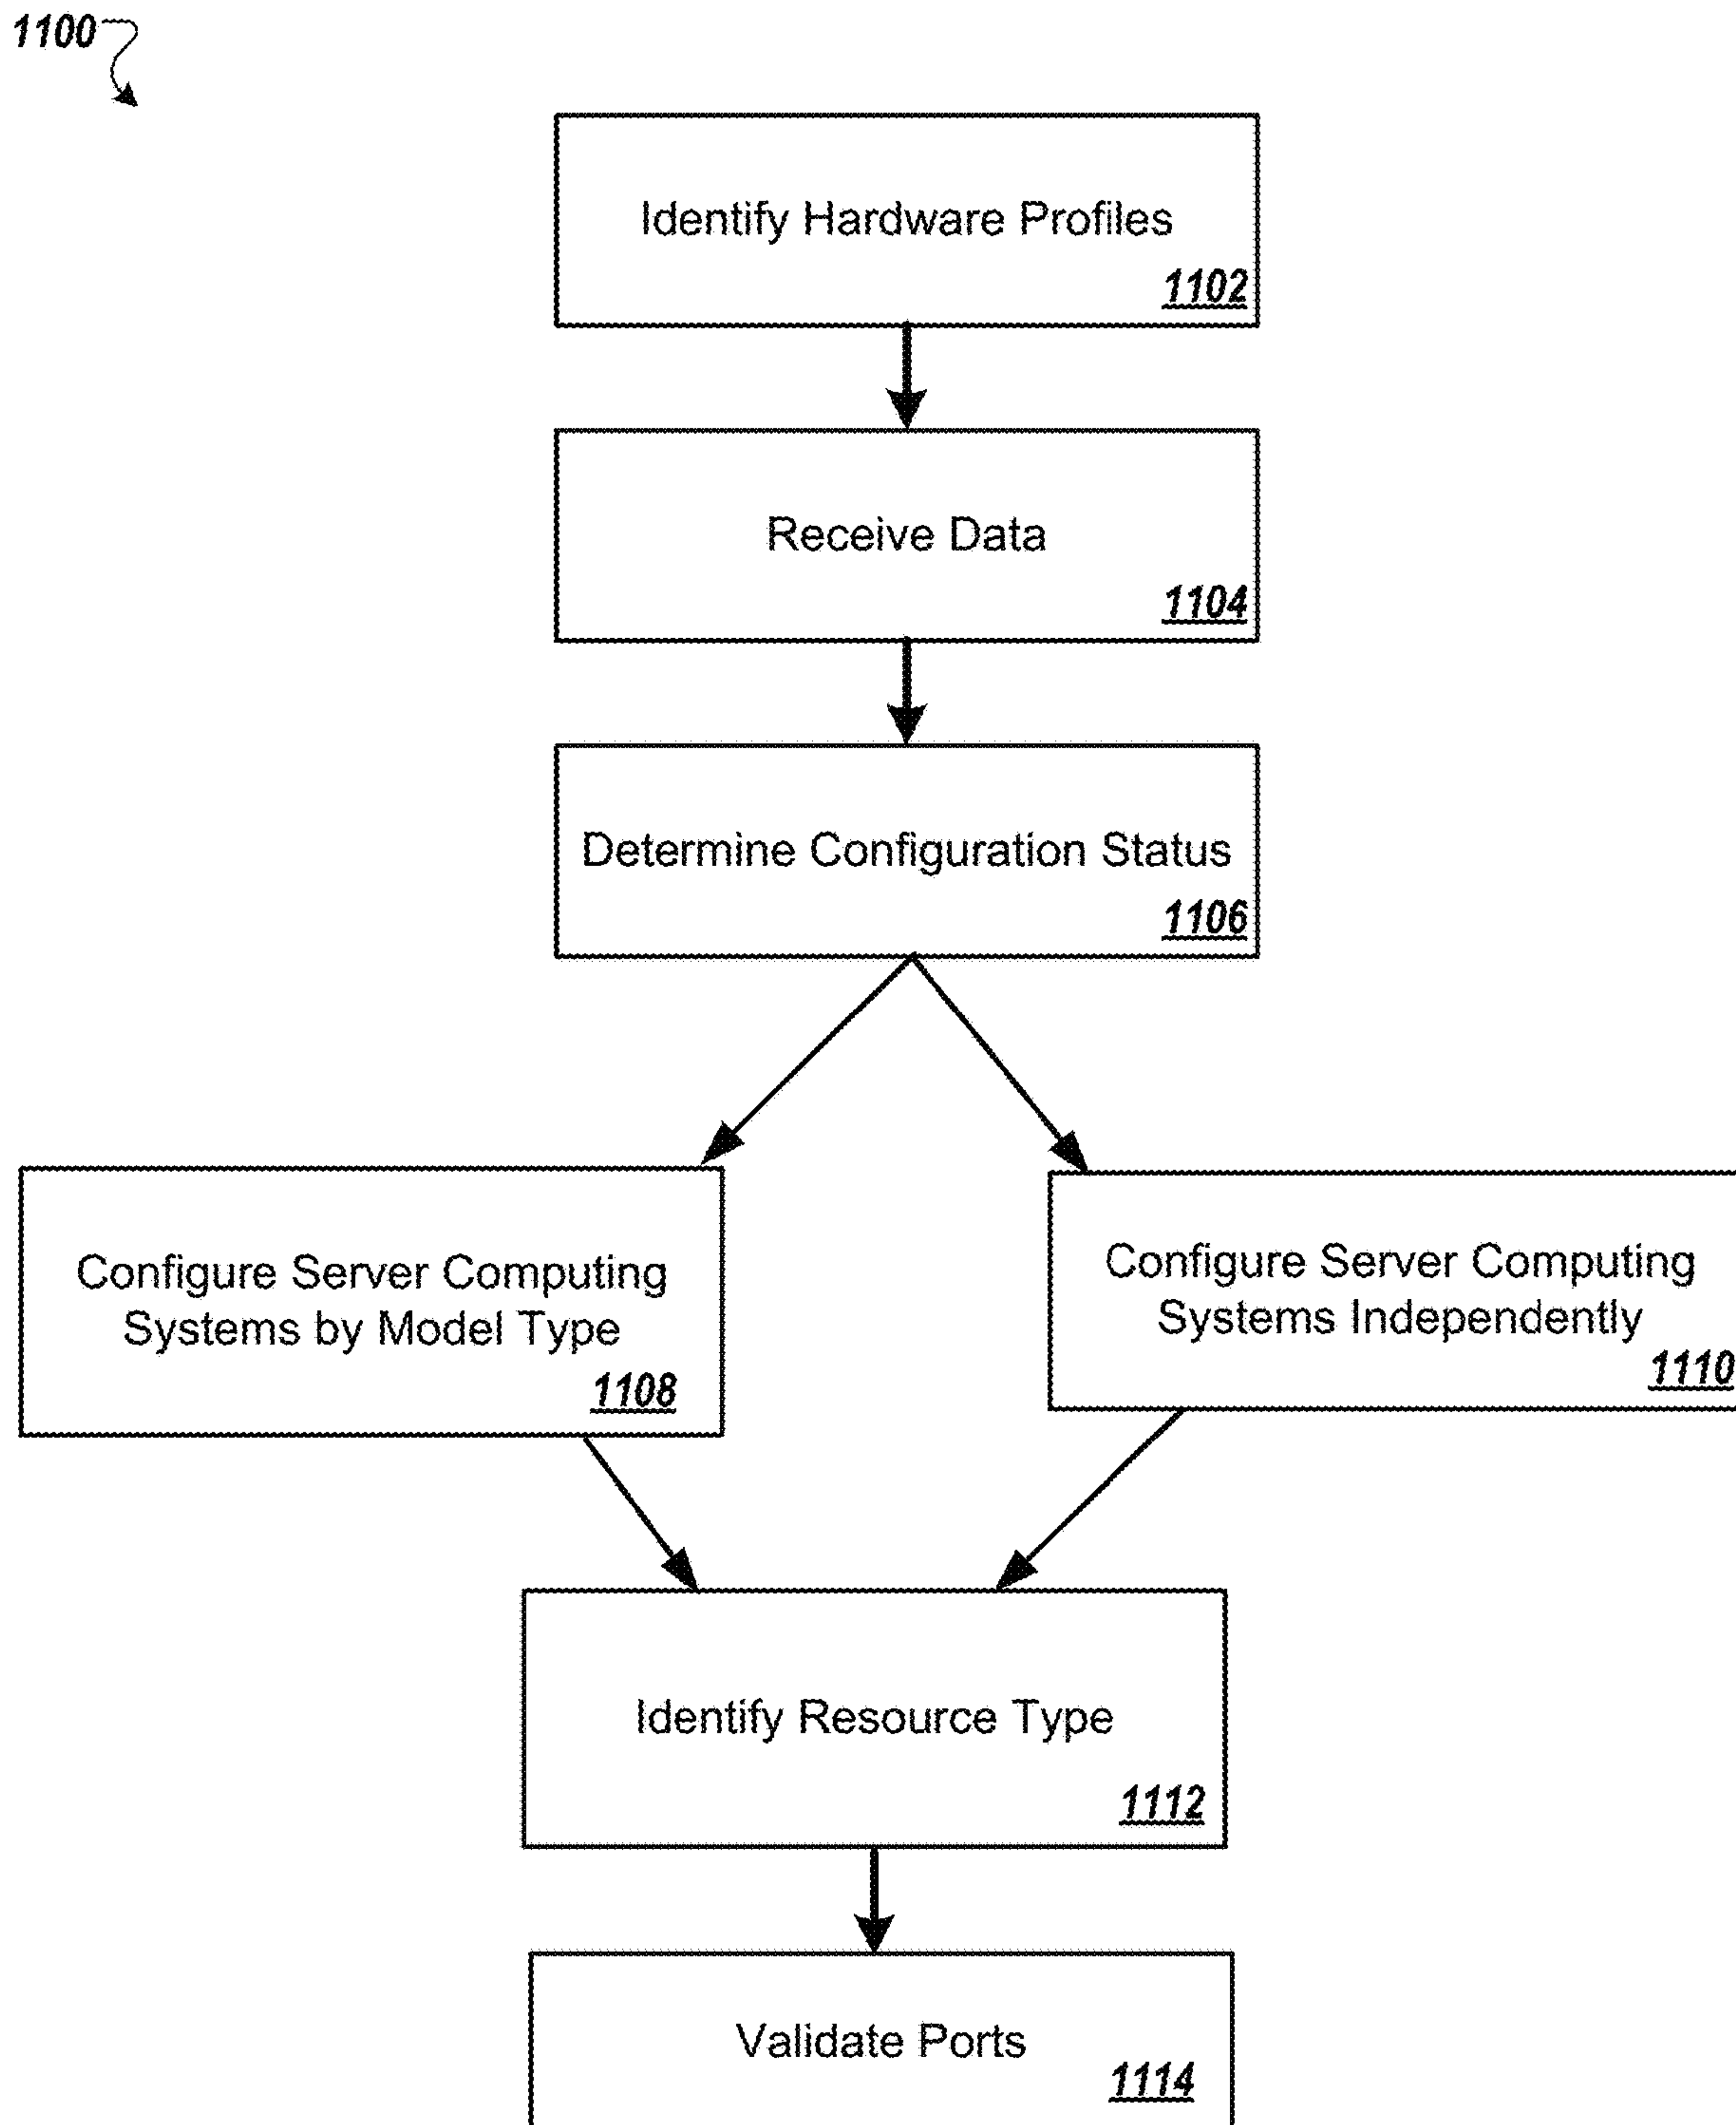 1100
Identify Hardware Profiles
1102
Receive Data
1104
Determine Configuration Status
1106
Configure Server Computing
Systems by Model Type
1108
Configure Server Computing
Systems Independently
1110
Identify Resource Type
1112
Validate Ports
1114